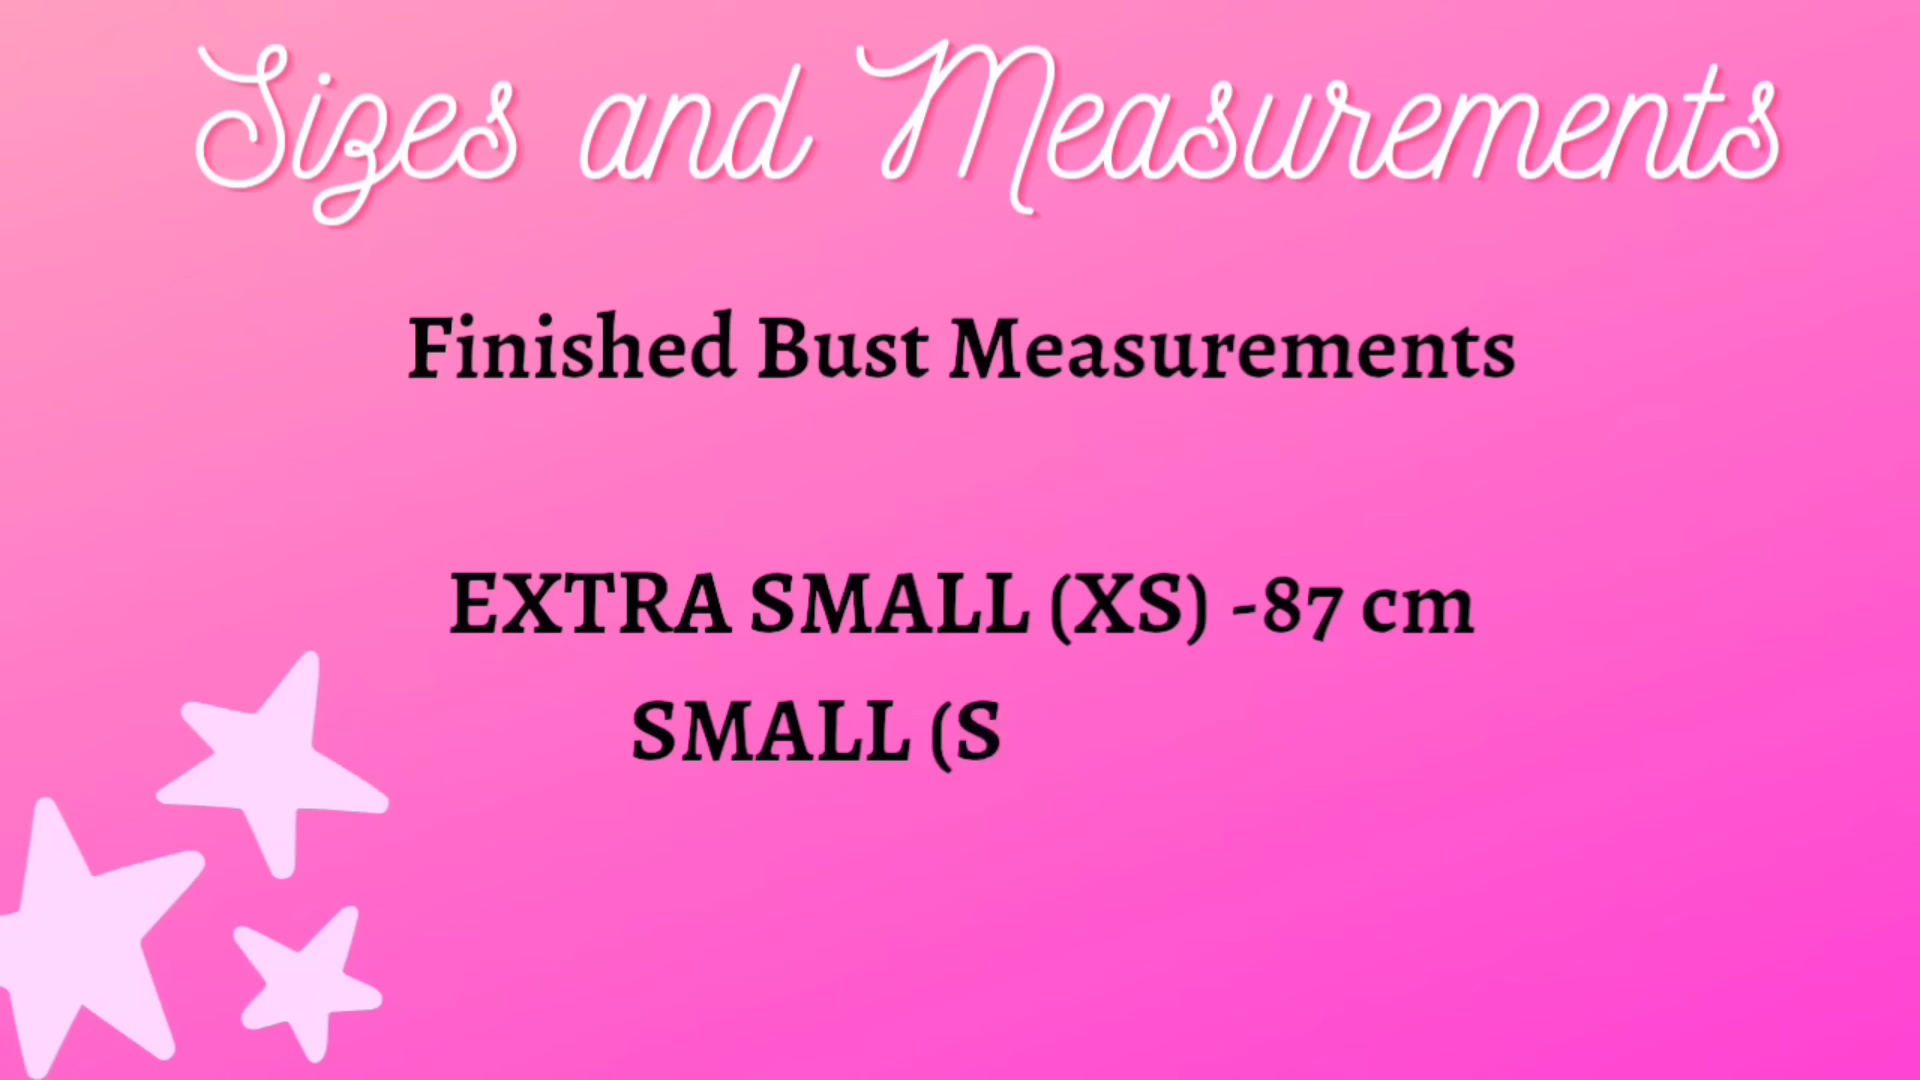 Sizes and Measurements
Finished Bust Measurements
EXTRA SMALL (XS) -87 cm
SMALL (S